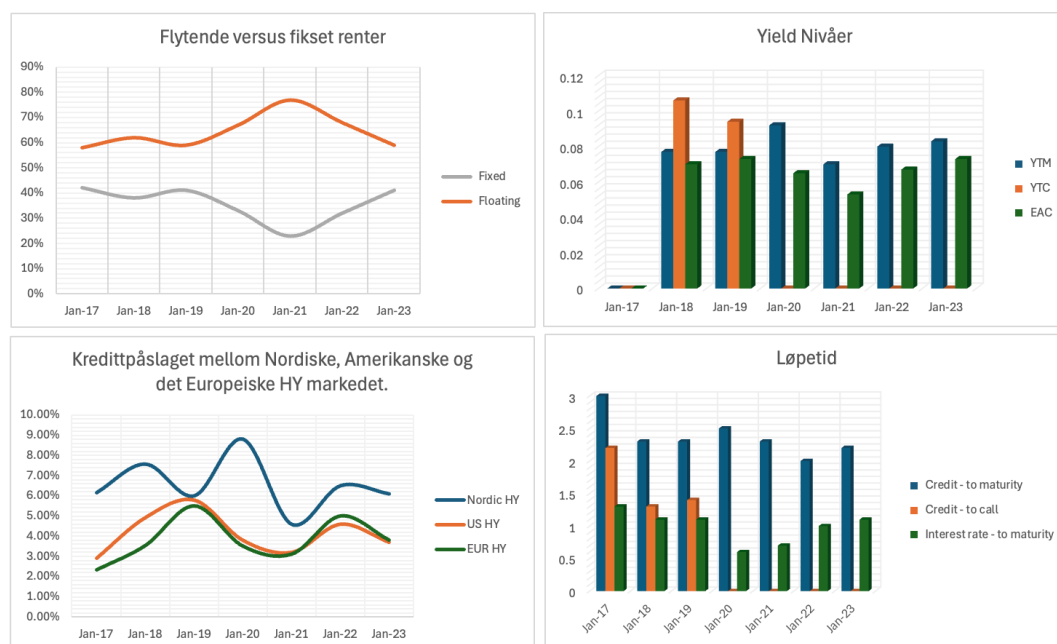 Flytende versus fikset renter
90%
80%
70%
60%
50%
40%
30%
20%
10%
0%
Jan-17 Jan-18 Jan-19 Jan-20 Jan-21 Jan-22 Jan-23
Fixed
Floating
Yield Nivåer
0.12
0.1
0.08
0.06
0.04
0.02
0
Jan-17 Jan-18 Jan-19 Jan-20 Jan-21 Jan-22 Jan-23
YTM
YTC
EAC
Kredittpåslaget mellom Nordiske, Amerikanske og
det Europeiske HY markedet.
10.00%
9.00%
8.00%
7.00%
6.00%
5.00%
4.00%
3.00%
2.00%
1.00%
0.00%
Jan-17 Jan-18 Jan-19 Jan-20 Jan-21 Jan-22 Jan-23
Nordic HY
US HY
EUR HY
Løpetid
3
2.5
2
1.5
1
0.5
0
Jan-17 Jan-18 Jan-19 Jan-20 Jan-21 Jan-22 Jan-23
Credit - to maturity
Credit - to call
Interest rate - to maturity